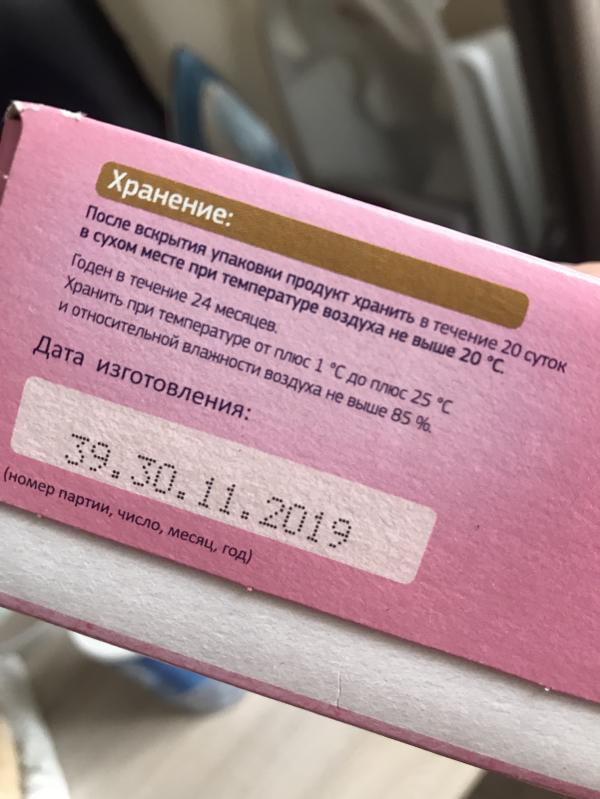 Хранение:
После вскрытия упаковки продукт хранить в течение 20 суток
в сухом месте при температуре воздуха не выше 20 °С.
Годен в течение 24 месяцев.
Хранить при температуре от плюс 1 °С до плюс 25 °С
и относительной влажности воздуха не выше 85 %.
Дата изготовления:
39.30.11.2019
(номер партии, число, месяц, год)